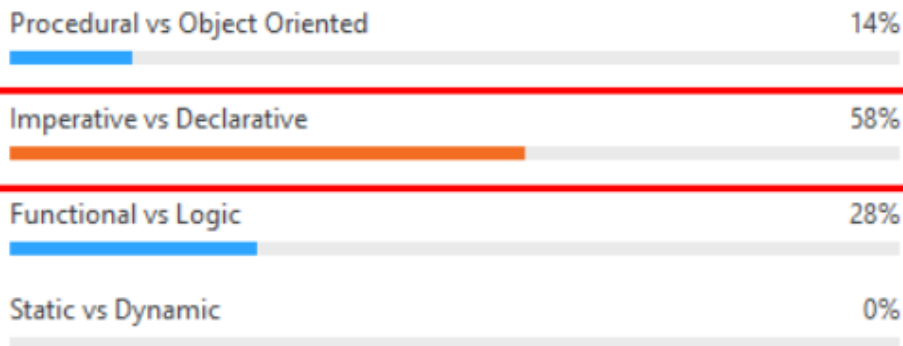 Procedural vs Object Oriented 14%
Imperative vs Declarative 58%
Functional vs Logic 28%
Static vs Dynamic 0%